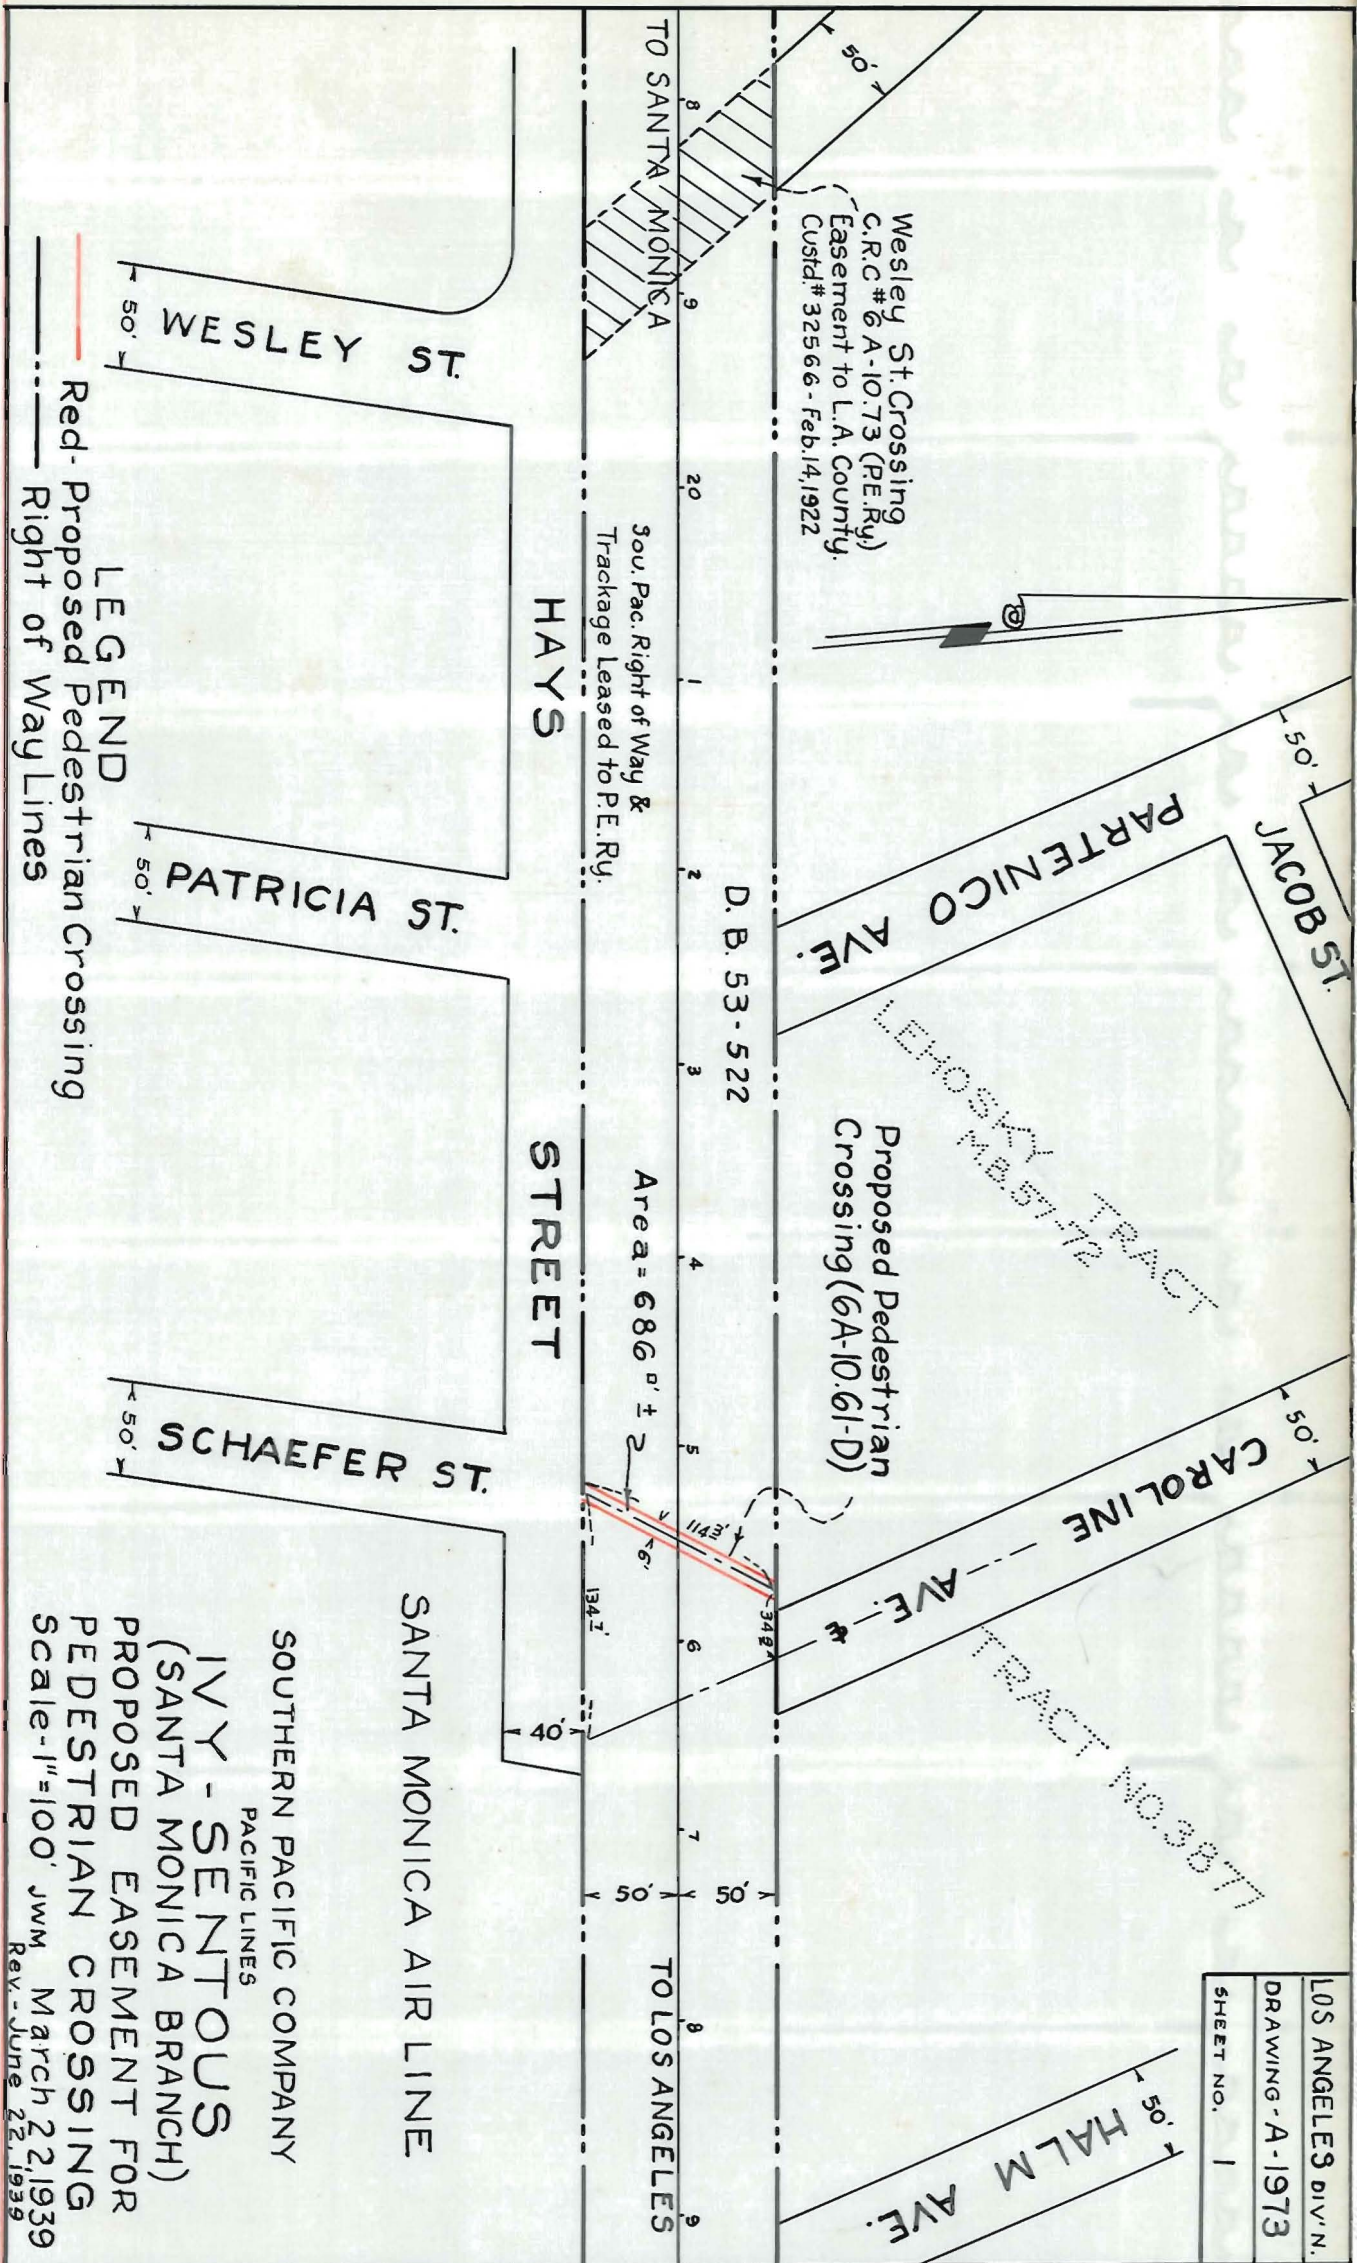 LOS ANGELES DIV'N.
DRAWING-A-1973
SHEET NO. 1
50'
Wesley St. Crossing
C.R.C.# 6A-10.73 (P.E.Ry.)
Easement to L.A. County.
Custd.# 32566 - Feb.14,1922
50'
JACOB ST.
PARTENICO AVE.
LEHOSKY TRACT
M.B. 57-72
Proposed Pedestrian
Crossing (6A-10.61-D)
50'
CAROLINE AVE.
TRACT NO. 3877
50'
HALM AVE.
D. B. 53-522
TO SANTA MONICA
8 9 20 1 2 3 4 5 6 7 8 9
TO LOS ANGELES
Sou. Pac. Right of Way &
Trackage Leased to P.E. Ry.
Area = 686 □' ±
6'
50'
50'
40'
HAYS STREET
WESLEY ST.
50'
PATRICIA ST.
50'
SCHAEFER ST.
50'
LEGEND
Red - Proposed Pedestrian Crossing
Right of Way Lines
SANTA MONICA AIR LINE
SOUTHERN PACIFIC COMPANY
PACIFIC LINES
IVY - SENTOUS
(SANTA MONICA BRANCH)
PROPOSED EASEMENT FOR
PEDESTRIAN CROSSING
Scale-1"=100' JWM March 22,1939
Rev.-June 22, 1939